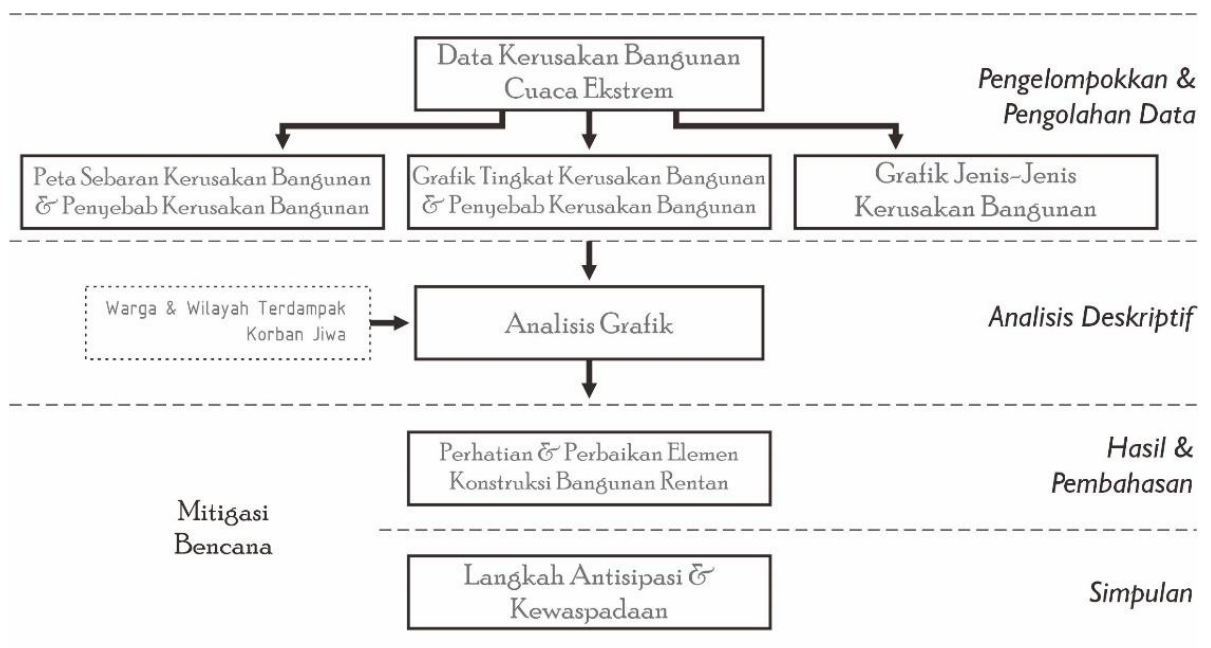 Data Kerusakan Bangunan
Cuaca Ekstrem
Pengelompokkan &
Pengolahan Data
Peta Sebaran Kerusakan Bangunan
& Penyebab Kerusakan Bangunan
Grafik Tingkat Kerusakan Bangunan
& Penyebab Kerusakan Bangunan
Grafik Jenis-Jenis
Kerusakan Bangunan
Warga & Wilayah Terdampak
Korban Jiwa
Analisis Grafik
Analisis Deskriptif
Perhatian & Perbaikan Elemen
Konstruksi Bangunan Rentan
Hasil &
Pembahasan
Mitigasi
Bencana
Langkah Antisipasi &
Kewaspadaan
Simpulan